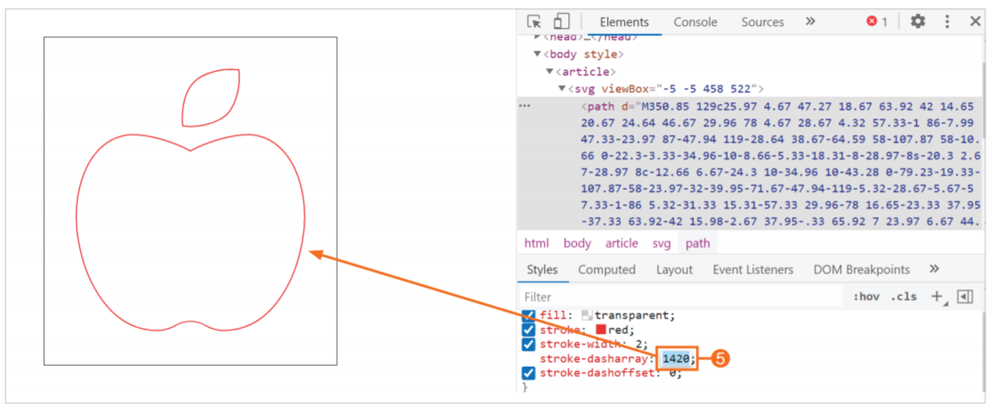 Elements Console Sources » 1
<head>…</head>
<body style>
<article>
<svg viewBox="-5 -5 458 522">
<path d="M350.85 129c25.97 4.67 47.27 18.67 63.92 42 14.65
20.67 24.64 46.67 29.96 78 4.67 28.67 4.32 57.33-1 86-7.99
47.33-23.97 87-47.94 119-28.64 38.67-64.59 58-107.87 58-10.
66 0-22.3-3.33-34.96-10-8.66-5.33-18.31-8-28.97-8s-20.3 2.6
7-28.97 8c-12.66 6.67-24.3 10-34.96 10-43.28 0-79.23-19.33-
107.87-58-23.97-32-39.95-71.67-47.94-119-5.32-28.67-5.67-5
7.33-1-86 5.32-31.33 15.31-57.33 29.96-78 16.65-23.33 37.95
-37.33 63.92-42 15.98-2.67 37.95-.33 65.92 7 23.97 6.67 44.
html body article svg path
Styles Computed Layout Event Listeners DOM Breakpoints »
Filter :hov .cls +
fill: transparent;
stroke: red;
stroke-width: 2;
stroke-dasharray: 1420; 5
stroke-dashoffset: 0;
}